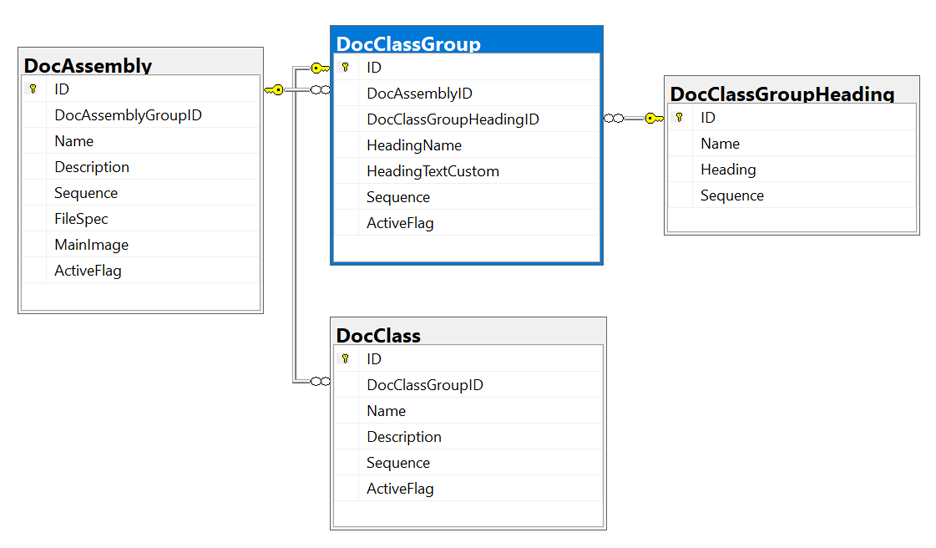 DocAssembly
ID
DocAssemblyGroupID
Name
Description
Sequence
FileSpec
MainImage
ActiveFlag
DocClassGroup
ID
DocAssemblyID
DocClassGroupHeadingID
HeadingName
HeadingTextCustom
Sequence
ActiveFlag
DocClassGroupHeading
ID
Name
Heading
Sequence
DocClass
ID
DocClassGroupID
Name
Description
Sequence
ActiveFlag